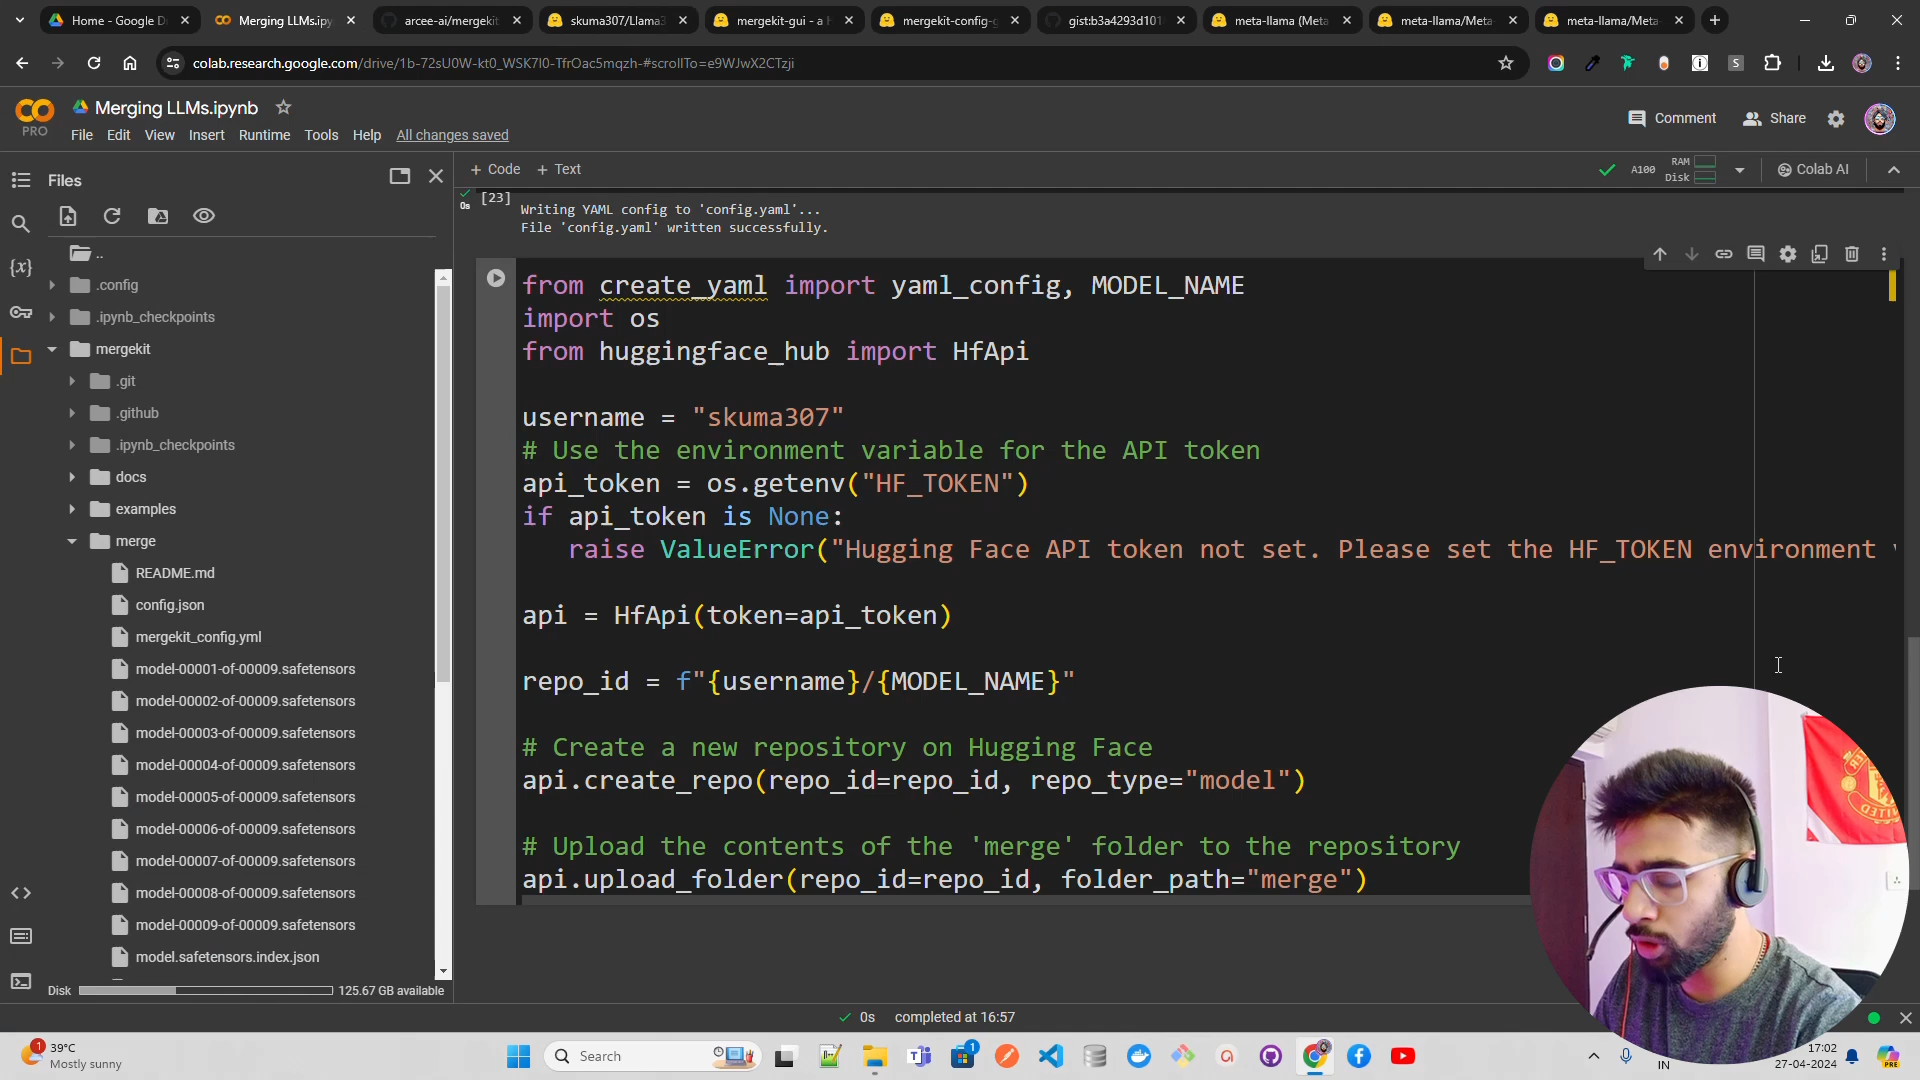 Home - Google D
Merging LLMs.ipy
arcee-ai/mergekit
skuma307/Llama3
mergekit-gui - a H
mergekit-config-g
gist:b3a4293d101
meta-llama (Meta
meta-llama/Meta-
meta-llama/Meta-
colab.research.google.com/drive/1b-72sU0W-kt0_WSK7I0-TfrOac5mqzh-#scrollTo=e9WJwX2CTzji
CO
PRO
Merging LLMs.ipynb
File Edit View Insert Runtime Tools Help All changes saved
Comment Share
Files
+ Code + Text
A100 RAM Disk Colab AI
..
.config
.ipynb_checkpoints
mergekit
.git
.github
.ipynb_checkpoints
docs
examples
merge
README.md
config.json
mergekit_config.yml
model-00001-of-00009.safetensors
model-00002-of-00009.safetensors
model-00003-of-00009.safetensors
model-00004-of-00009.safetensors
model-00005-of-00009.safetensors
model-00006-of-00009.safetensors
model-00007-of-00009.safetensors
model-00008-of-00009.safetensors
model-00009-of-00009.safetensors
model.safetensors.index.json
Disk 125.67 GB available
0s [23]
Writing YAML config to 'config.yaml'...
File 'config.yaml' written successfully.
from create_yaml import yaml_config, MODEL_NAME
import os
from huggingface_hub import HfApi
username = "skuma307"
# Use the environment variable for the API token
api_token = os.getenv("HF_TOKEN")
if api_token is None:
raise ValueError("Hugging Face API token not set. Please set the HF_TOKEN environment
api = HfApi(token=api_token)
repo_id = f"{username}/{MODEL_NAME}"
# Create a new repository on Hugging Face
api.create_repo(repo_id=repo_id, repo_type="model")
# Upload the contents of the 'merge' folder to the repository
api.upload_folder(repo_id=repo_id, folder_path="merge")
0s completed at 16:57
1
39°C
Mostly sunny
Search
1
IN
17:02
27-04-2024
PRE